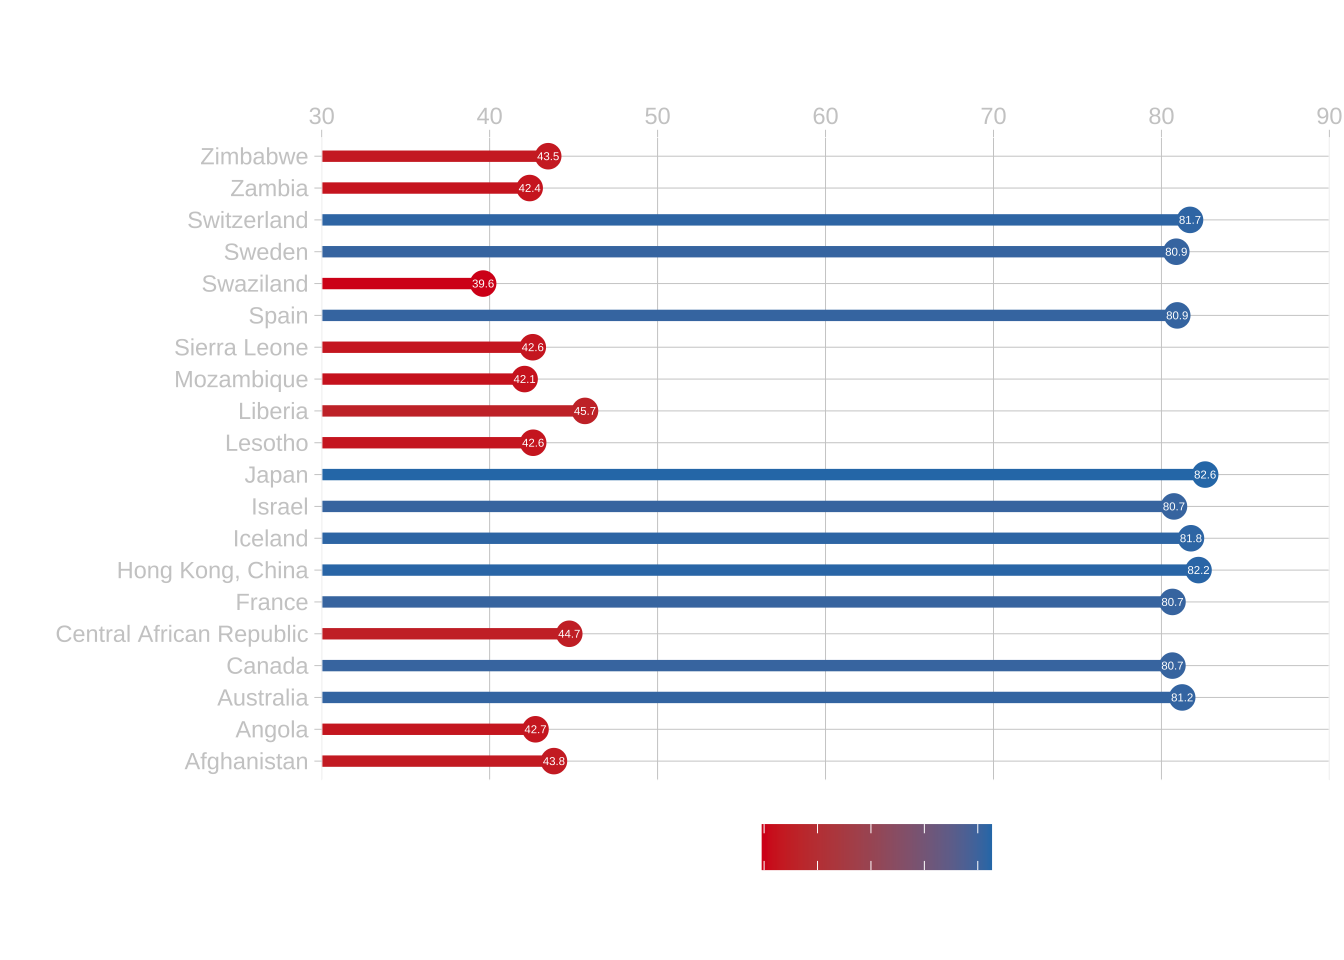 30 40 50 60 70 80 90
Zimbabwe 43.5
Zambia 42.4
Switzerland 81.7
Sweden 80.9
Swaziland 39.6
Spain 80.9
Sierra Leone 42.6
Mozambique 42.1
Liberia 45.7
Lesotho 42.6
Japan 82.6
Israel 80.7
Iceland 81.8
Hong Kong, China 82.2
France 80.7
Central African Republic 44.7
Canada 80.7
Australia 81.2
Angola 42.7
Afghanistan 43.8